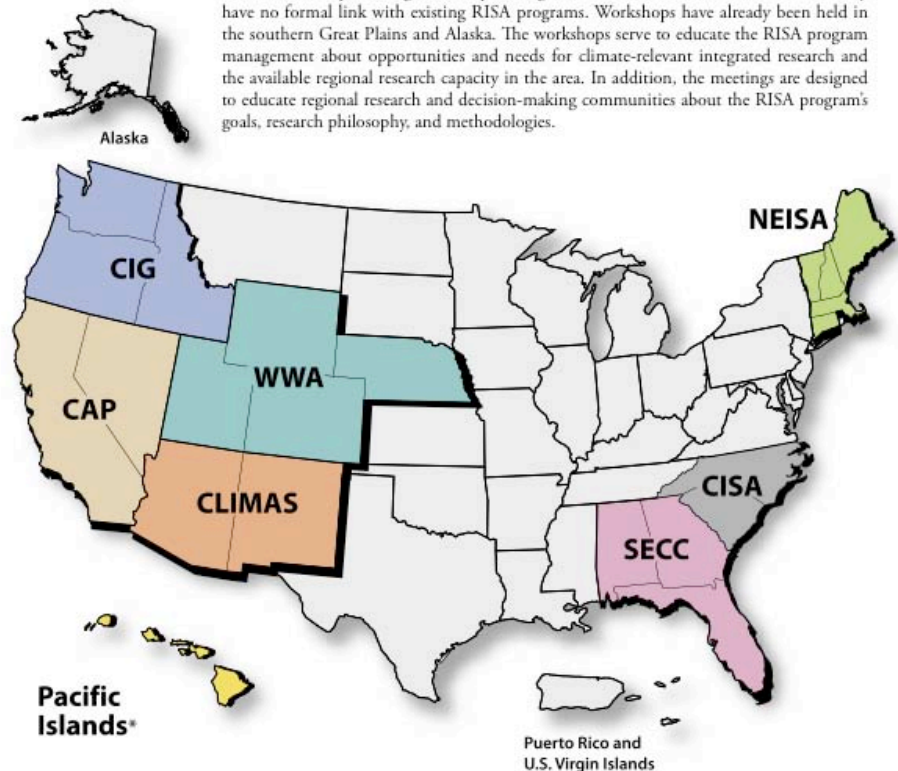 have no formal link with existing RISA programs. Workshops have already been held in
the southern Great Plains and Alaska. The workshops serve to educate the RISA program
management about opportunities and needs for climate-relevant integrated research and
the available regional research capacity in the area. In addition, the meetings are designed
to educate regional research and decision-making communities about the RISA program's
goals, research philosophy, and methodologies.
Alaska
NEISA
CIG
WWA
CAP
CISA
CLIMAS
SECC
Pacific
Islands*
Puerto Rico and
U.S. Virgin Islands